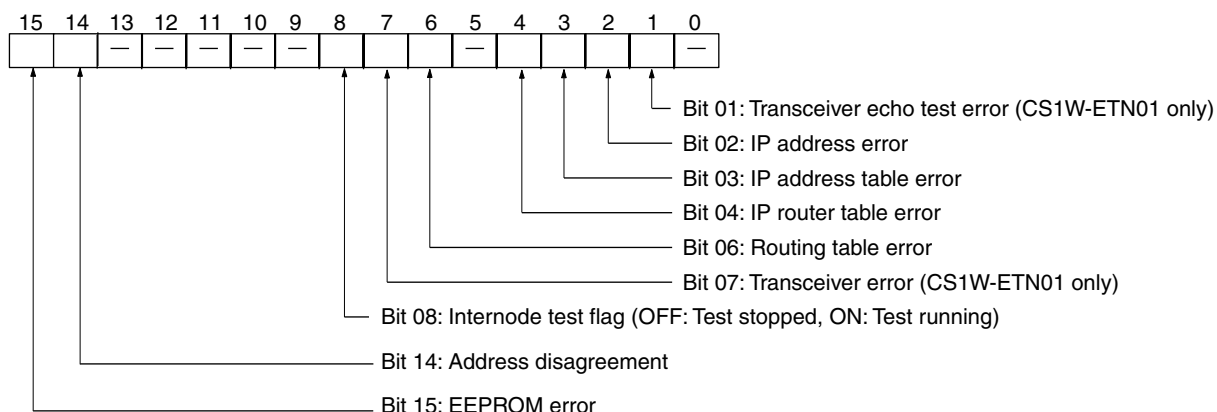 15 14 13 12 11 10 9 8 7 6 5 4 3 2 1 0
— — — — — — —
Bit 01: Transceiver echo test error (CS1W-ETN01 only)
Bit 02: IP address error
Bit 03: IP address table error
Bit 04: IP router table error
Bit 06: Routing table error
Bit 07: Transceiver error (CS1W-ETN01 only)
Bit 08: Internode test flag (OFF: Test stopped, ON: Test running)
Bit 14: Address disagreement
Bit 15: EEPROM error